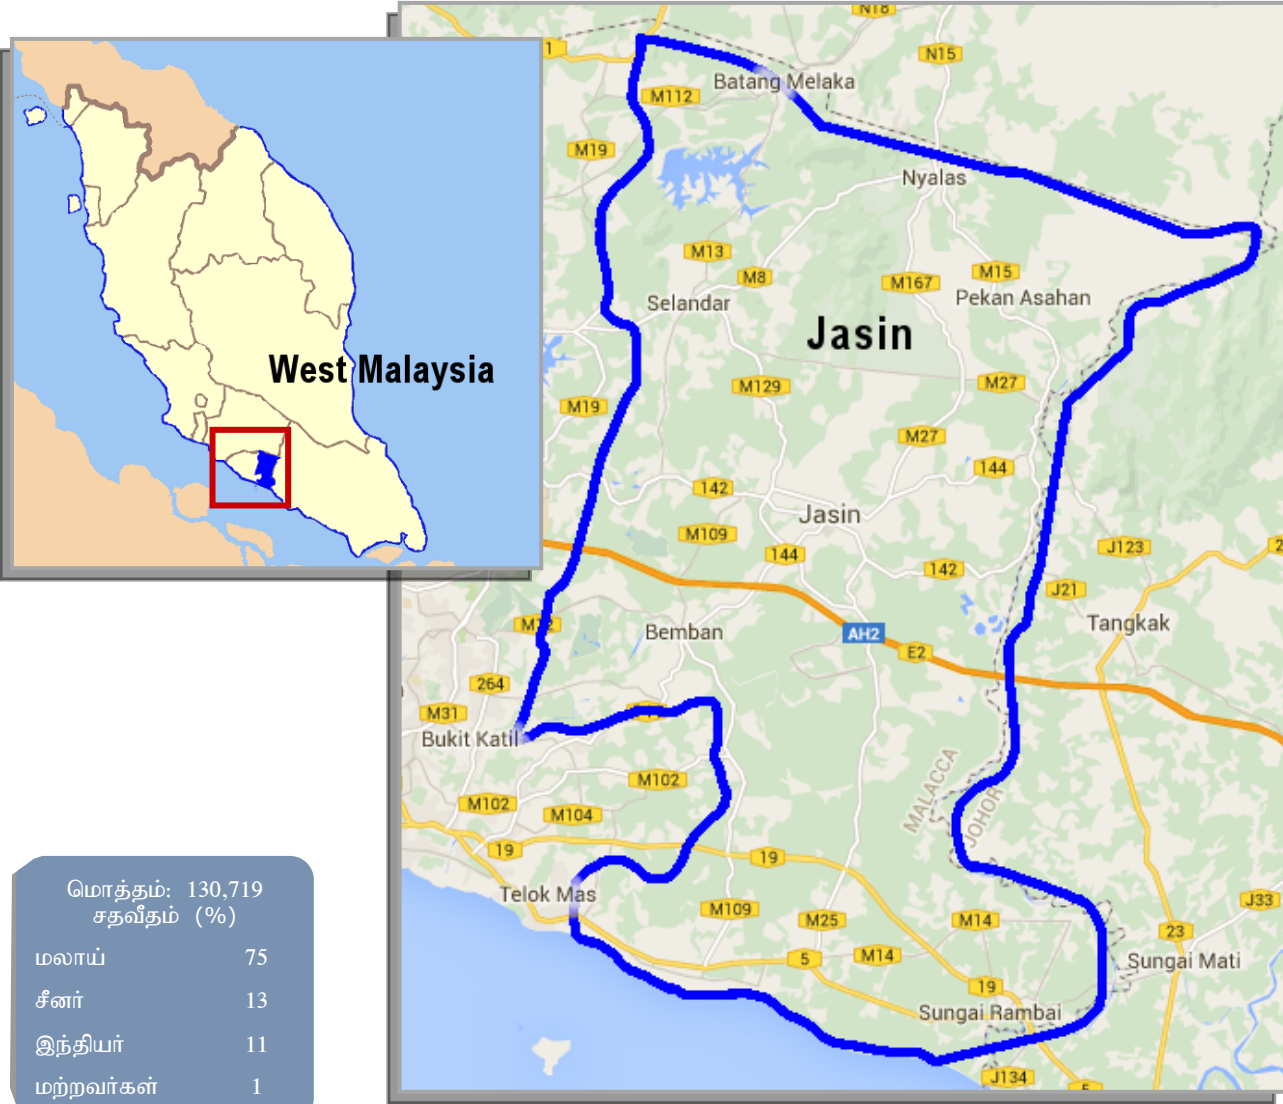 West Malaysia
N18
1
N15
Batang Melaka
M112
M19
Nyalas
M13
M8
M167
M15
Selandar
Pekan Asahan
Jasin
M129
M27
M19
M27
144
142
Jasin
M109
144
142
J123
J21
Bemban
AH2
E2
Tangkak
264
M31
Bukit Katil
M102
MALACCA
JOHOR
M102
M104
19
19
Telok Mas
M109
M25
M14
J33
23
5
M14
Sungai Mati
19
Sungai Rambai
J134
5
மொத்தம்: 130,719
சதவீதம் (%)
மலாய் 75
சீனர் 13
இந்தியர் 11
மற்றவர்கள் 1